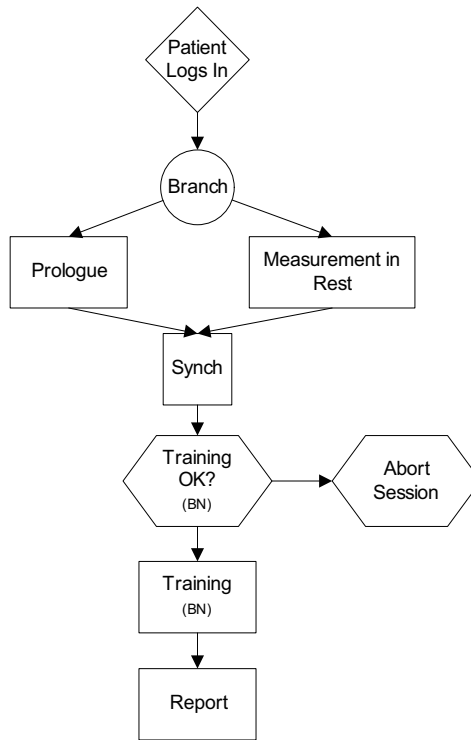 Patient
Logs In
Branch
Prologue
Measurement in
Rest
Synch
Training
OK?
(BN)
Abort
Session
Training
(BN)
Report